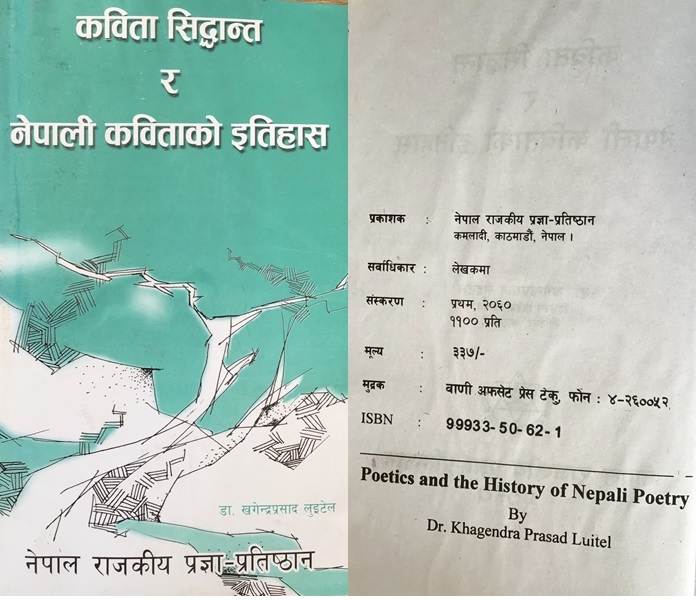 कविता सिद्धान्त
र
नेपाली कविताको इतिहास
डा. खगेन्द्रप्रसाद लुइटेल
नेपाल राजकीय प्रज्ञा-प्रतिष्ठान
प्रकाशक : नेपाल राजकीय प्रज्ञा-प्रतिष्ठान
कमलादी, काठमाडौं, नेपाल ।
सर्वाधिकार : लेखकमा
संस्करण : प्रथम, २०६०
११०० प्रति
मूल्य : ३३७/-
मुद्रक : वाणी अफसेट प्रेस टेकु, फोन : ४-२६००५२
ISBN : 99933-50-62-1
Poetics and the History of Nepali Poetry
By
Dr. Khagendra Prasad Luitel